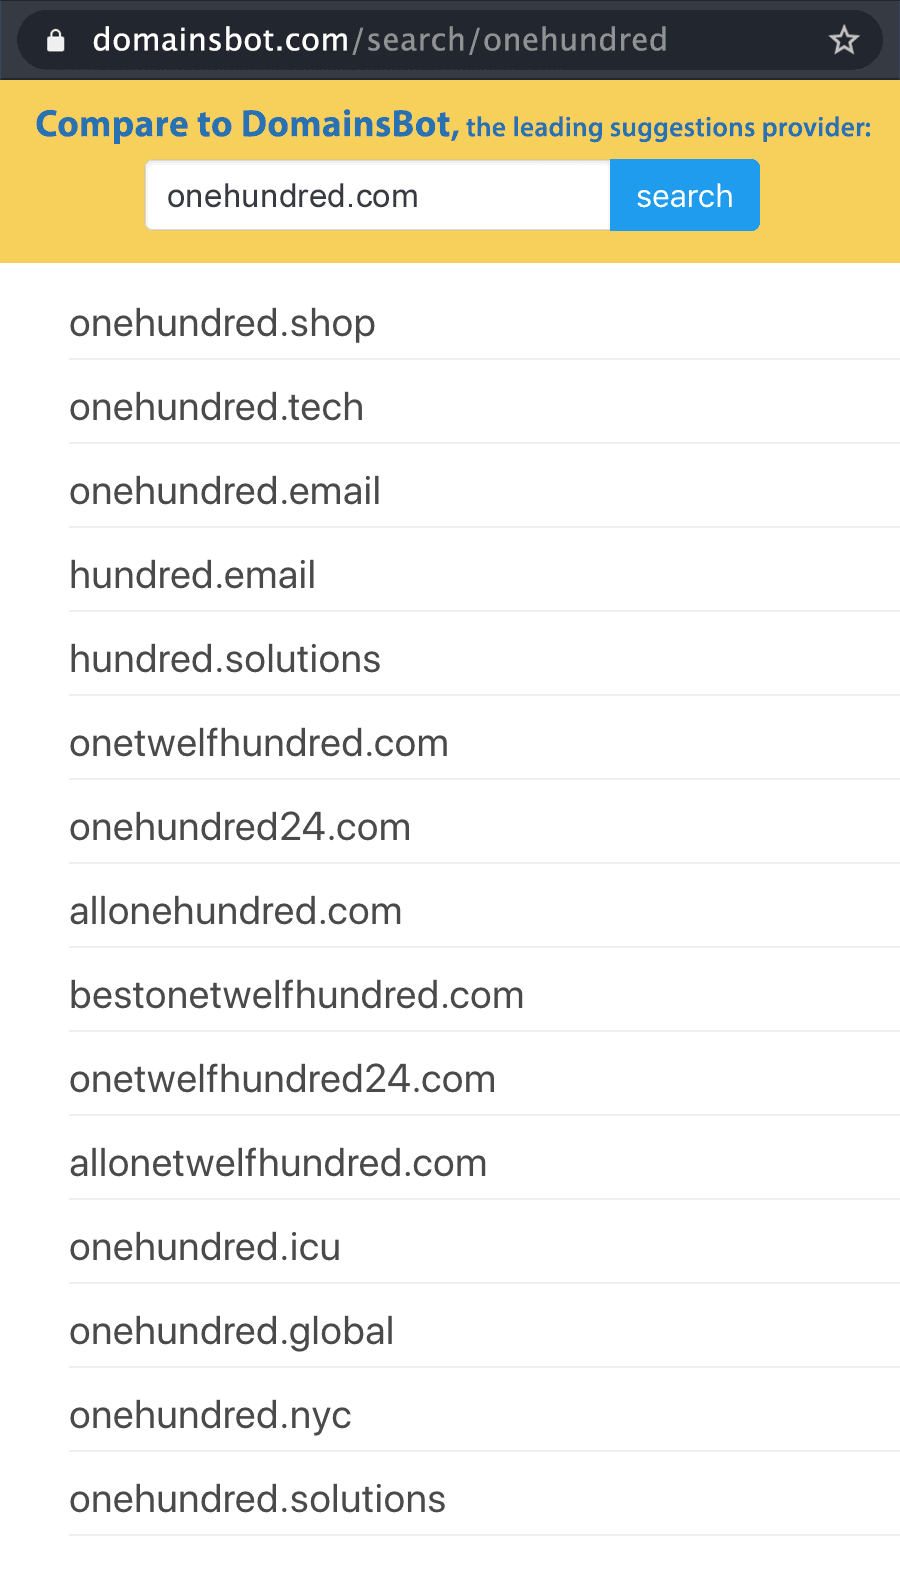 domainsbot.com/search/onehundred
Compare to DomainsBot, the leading suggestions provider:
onehundred.com search
onehundred.shop
onehundred.tech
onehundred.email
hundred.email
hundred.solutions
onetwelfhundred.com
onehundred24.com
allonehundred.com
bestonetwelfhundred.com
onetwelfhundred24.com
allonetwelfhundred.com
onehundred.icu
onehundred.global
onehundred.nyc
onehundred.solutions